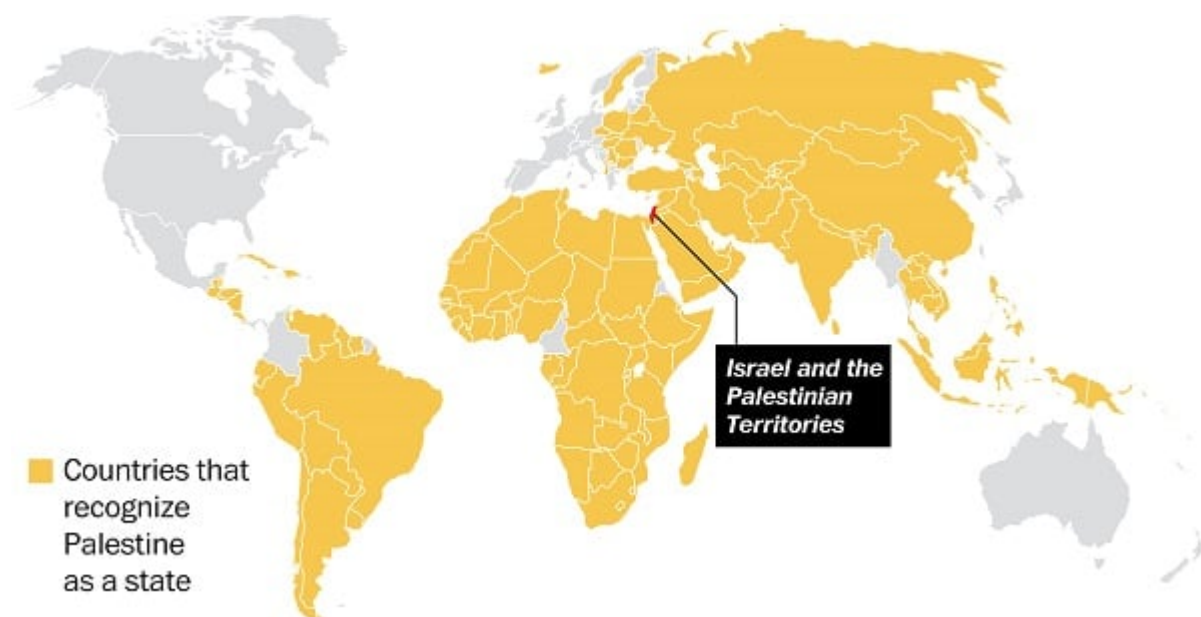 Israel and the
Palestinian
Territories
Countries that
recognize
Palestine
as a state